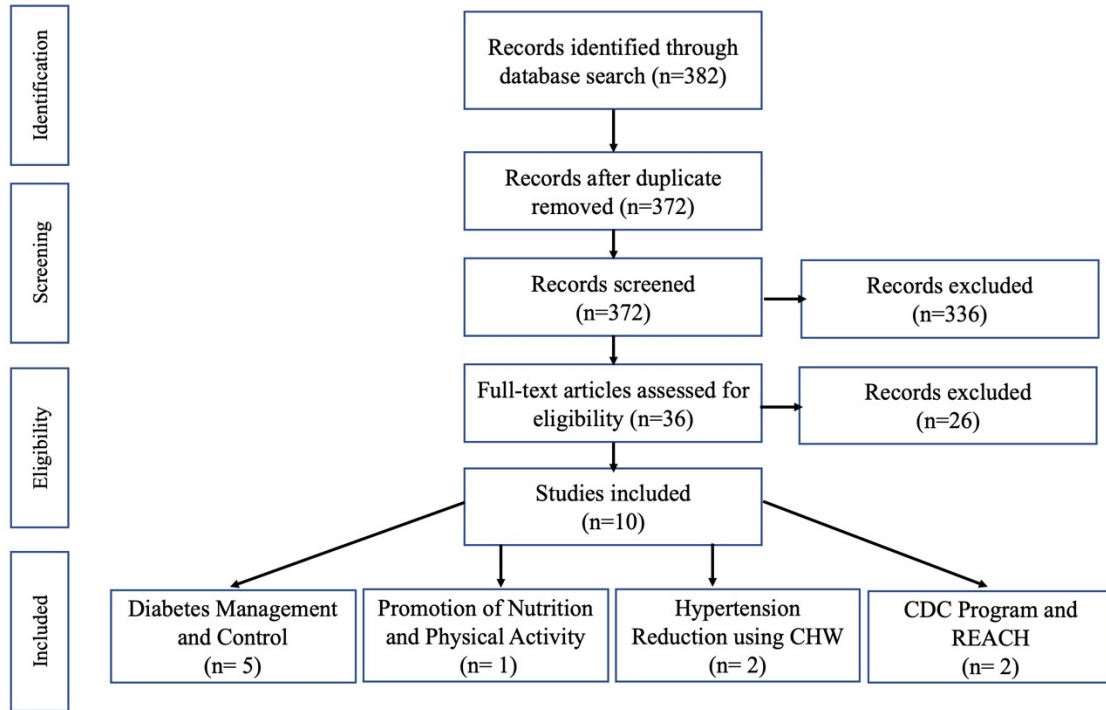 Identification
Records identified through
database search (n=382)
Records after duplicate
removed (n=372)
Screening
Records screened
(n=372)
Records excluded
(n=336)
Eligibility
Full-text articles assessed for
eligibility (n=36)
Records excluded
(n=26)
Studies included
(n=10)
Included
Diabetes Management
and Control
(n= 5)
Promotion of Nutrition
and Physical Activity
(n= 1)
Hypertension
Reduction using CHW
(n= 2)
CDC Program and
REACH
(n= 2)